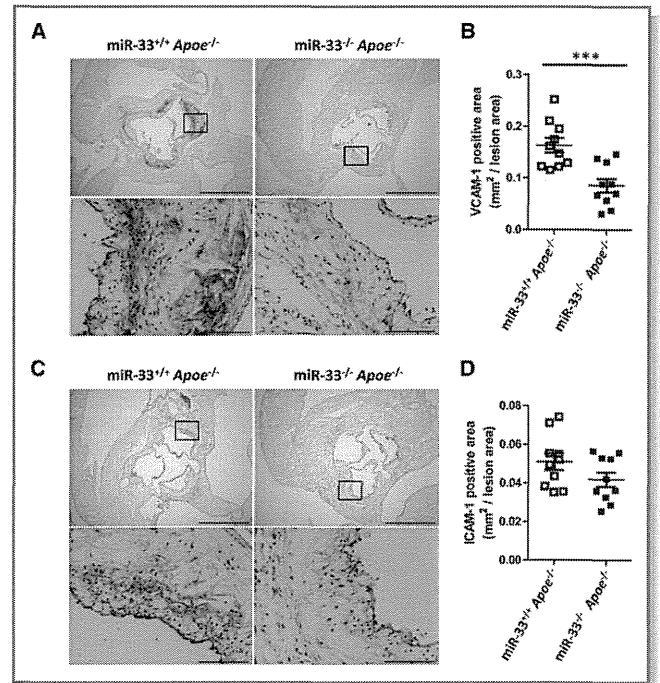 A
miR-33+/+ Apoe-/-
miR-33-/- Apoe-/-
B
***
VCAM-1 positive area
(mm2 / lesion area)
0.3
0.2
0.1
0.0
miR-33+/+ Apoe-/-
miR-33-/- Apoe-/-
C
miR-33+/+ Apoe-/-
miR-33-/- Apoe-/-
D
ICAM-1 positive area
(mm2 / lesion area)
0.08
0.06
0.04
0.02
0.00
miR-33+/+ Apoe-/-
miR-33-/- Apoe-/-